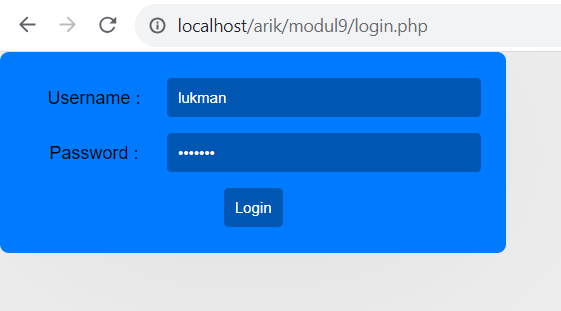 localhost/arik/modul9/login.php
Username : lukman
Password : •••••••
Login